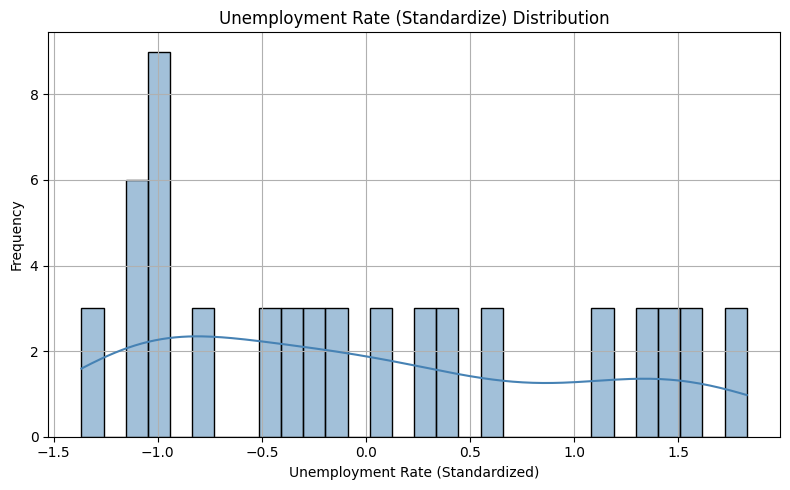 Unemployment Rate (Standardize) Distribution
8
6
4
2
0
Frequency
−1.5 −1.0 −0.5 0.0 0.5 1.0 1.5
Unemployment Rate (Standardized)